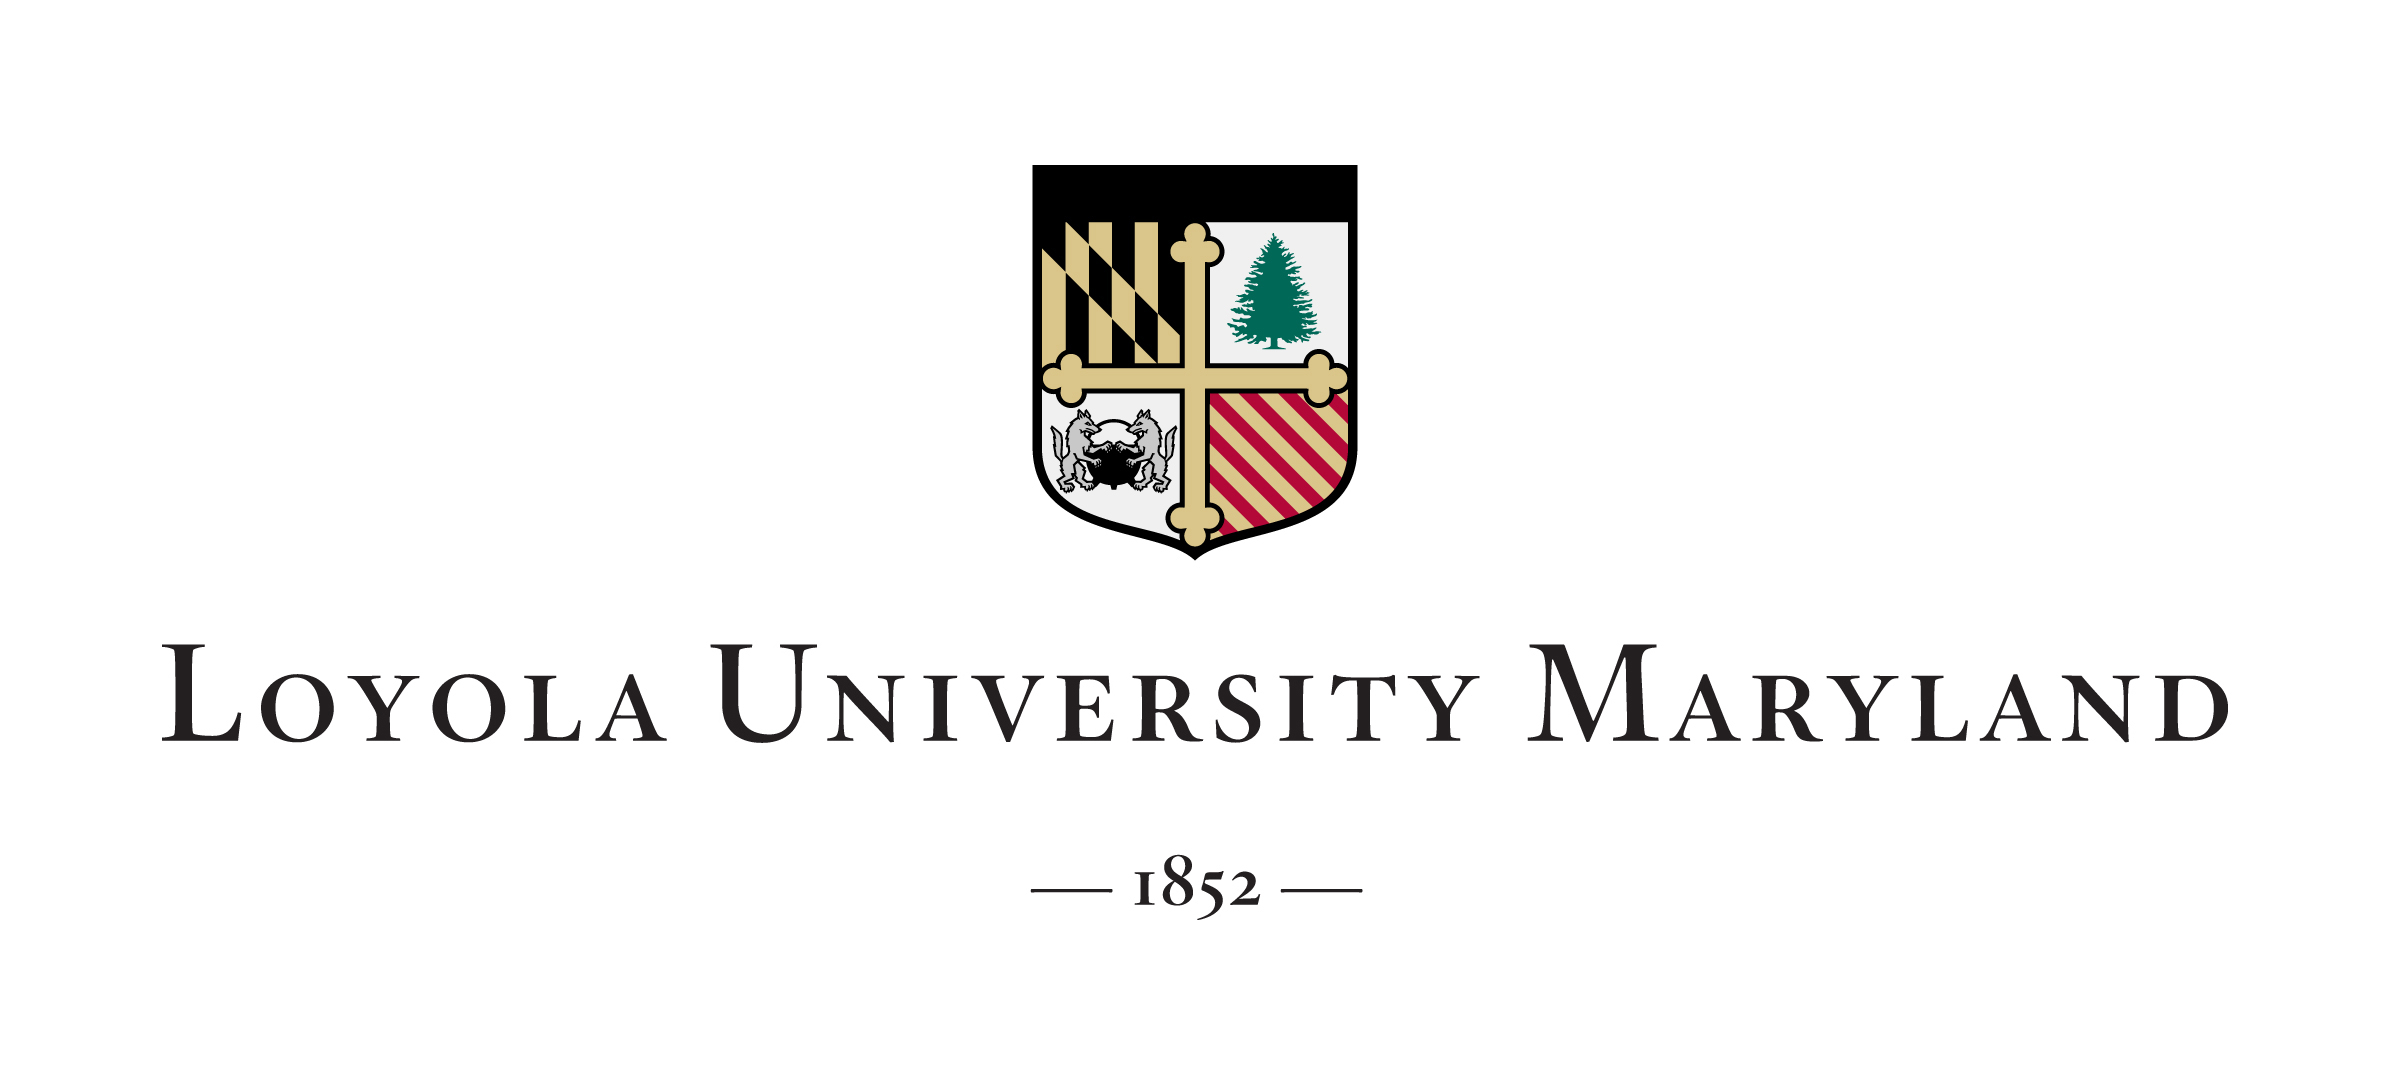 Loyola University Maryland
— 1852 —